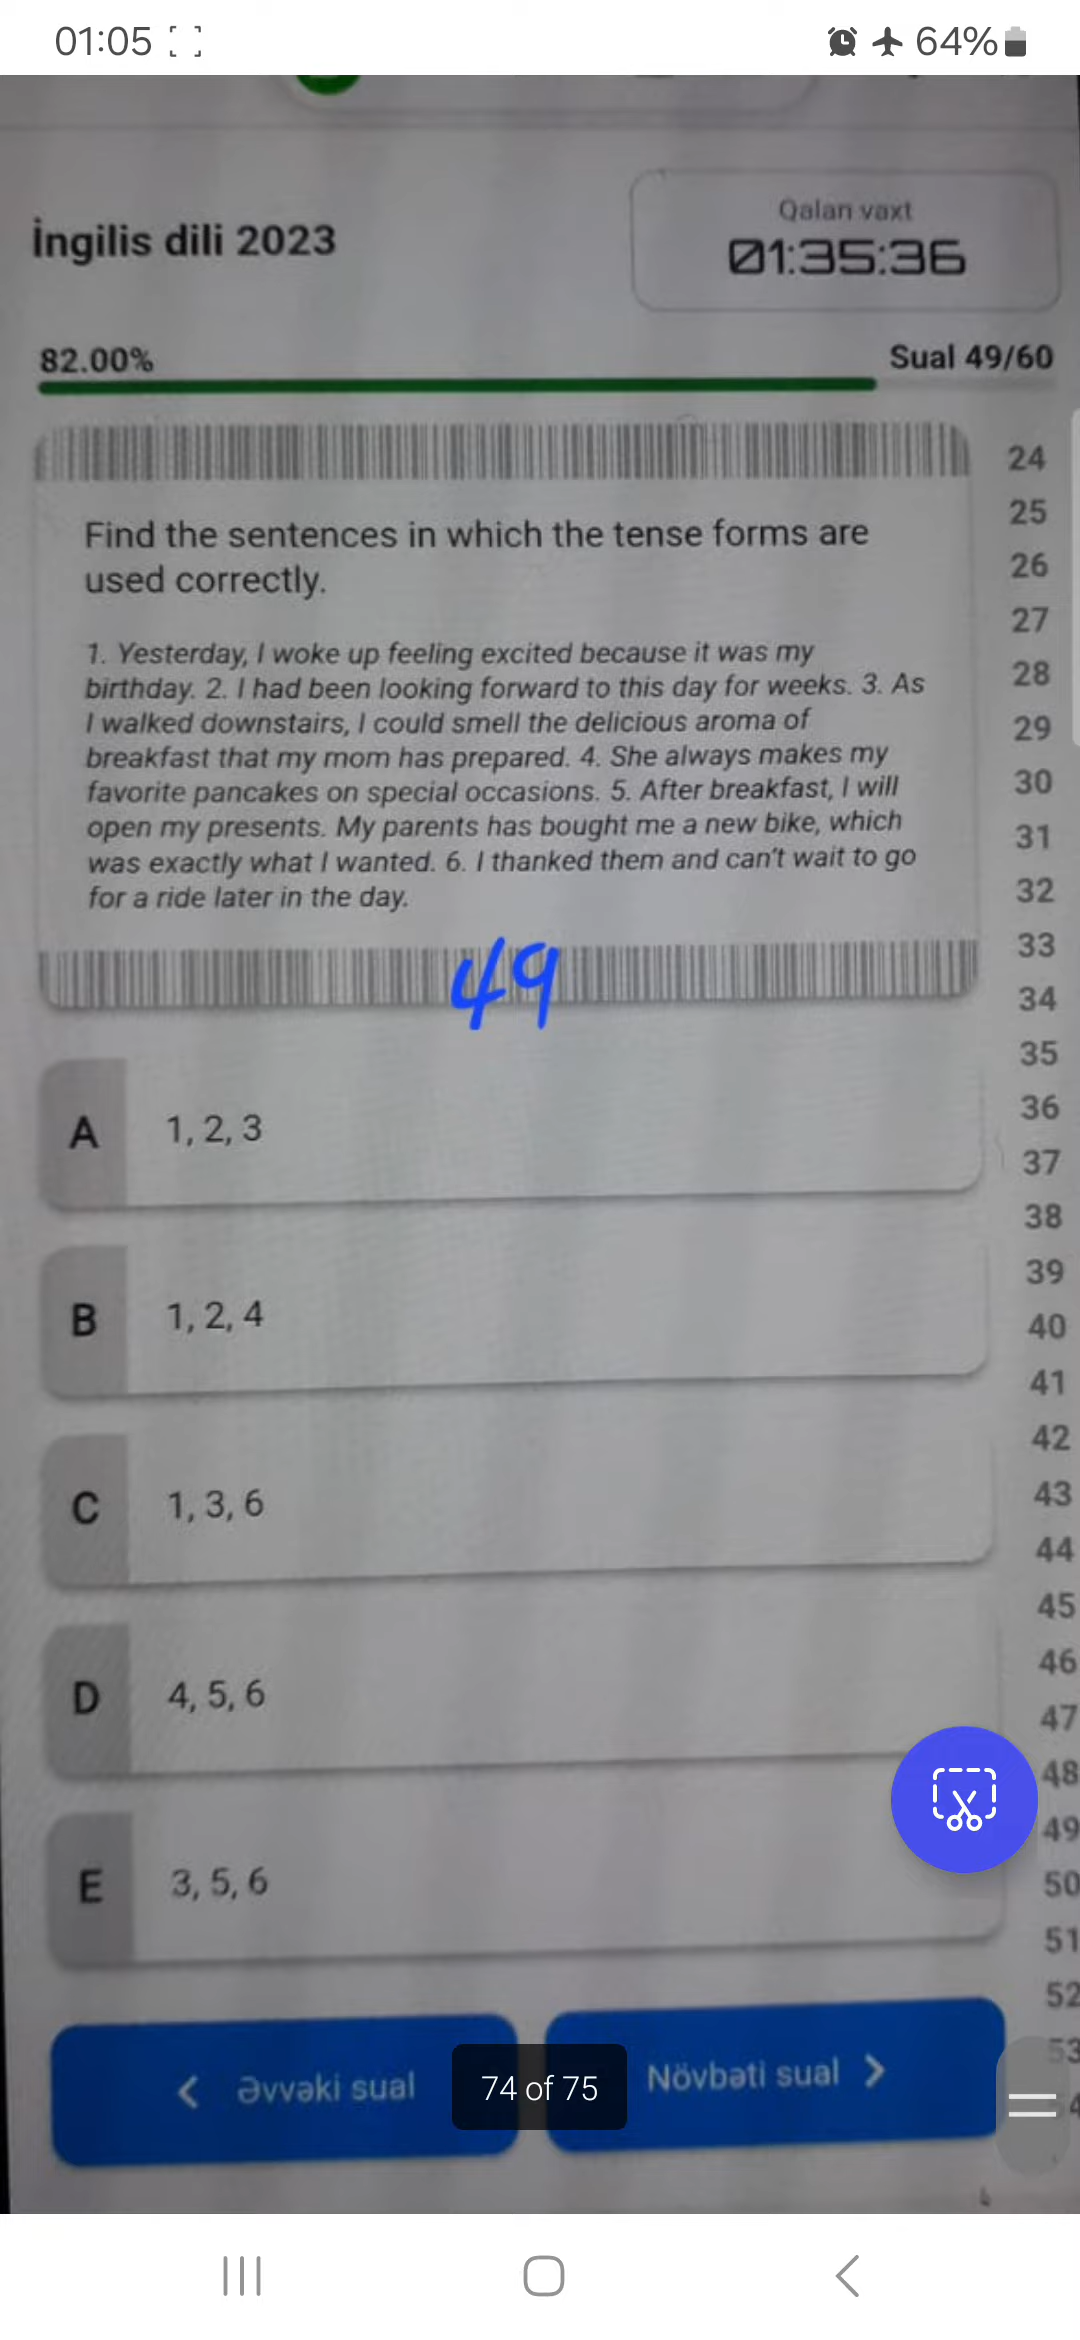 01:05
64%
İngilis dili 2023
Qalan vaxt
01:35:36
82.00%
Sual 49/60
Find the sentences in which the tense forms are
used correctly.
1. Yesterday, I woke up feeling excited because it was my
birthday. 2. I had been looking forward to this day for weeks. 3. As
I walked downstairs, I could smell the delicious aroma of
breakfast that my mom has prepared. 4. She always makes my
favorite pancakes on special occasions. 5. After breakfast, I will
open my presents. My parents has bought me a new bike, which
was exactly what I wanted. 6. I thanked them and can't wait to go
for a ride later in the day.
49
A 1, 2, 3
B 1, 2, 4
C 1, 3, 6
D 4, 5, 6
E 3, 5, 6
24
25
26
27
28
29
30
31
32
33
34
35
36
37
38
39
40
41
42
43
44
45
46
47
48
49
50
51
52
53
Əvvəki sual
74 of 75
Növbəti sual